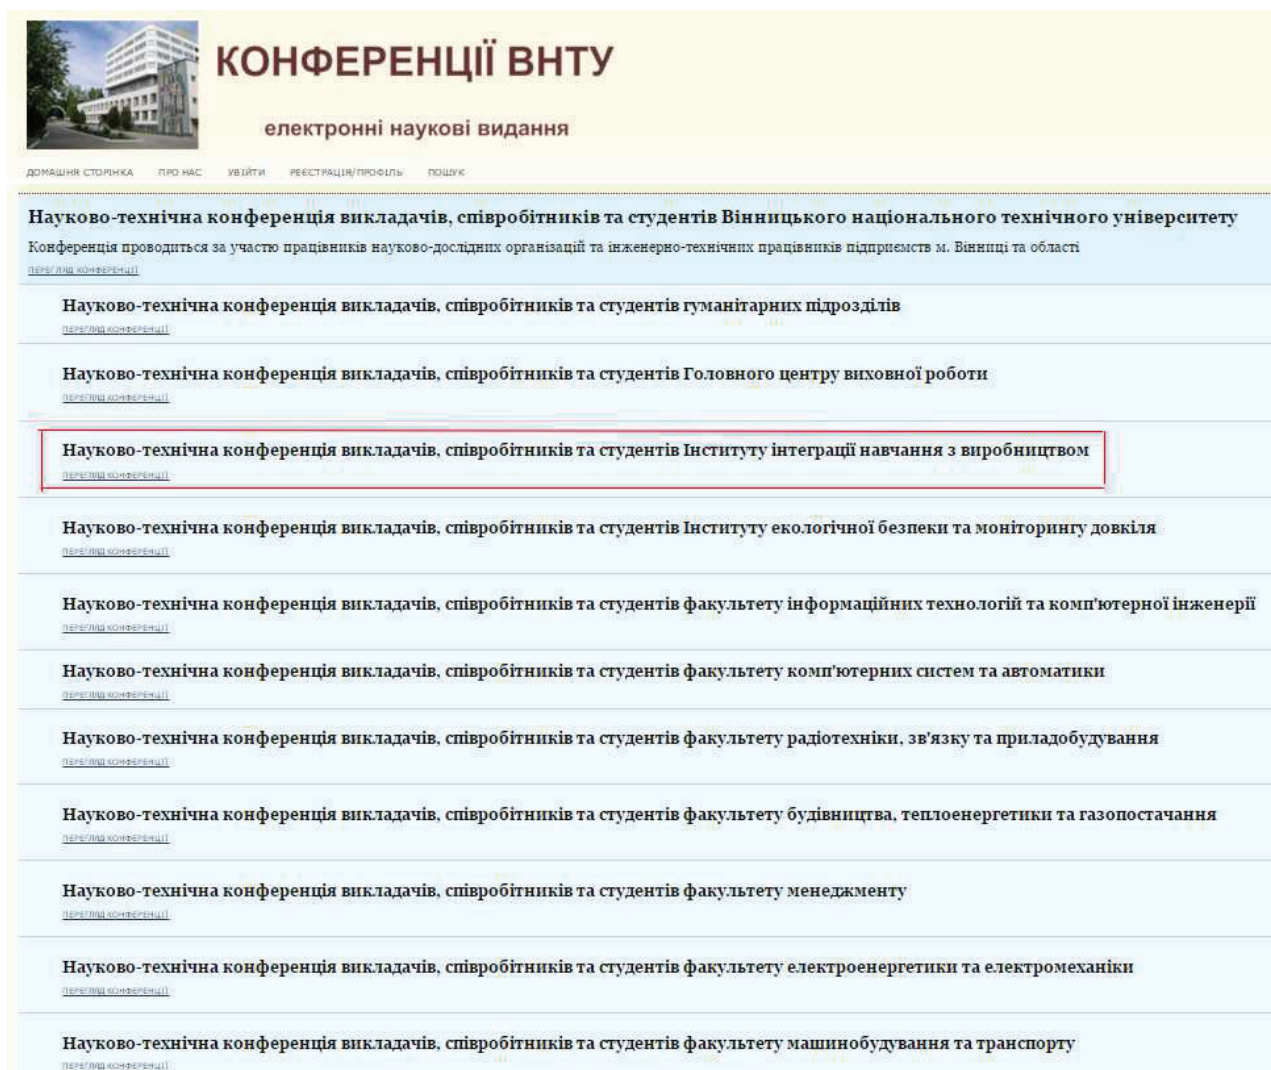 КОНФЕРЕНЦІЇ ВНТУ
електронні наукові видання
ДОМАШНЯ СТОРІНКА ПРО НАС УВІЙТИ РЕЄСТРАЦІЯ/ПРОФІЛЬ ПОШУК
Науково-технічна конференція викладачів, співробітників та студентів Вінницького національного технічного університету
Конференція проводиться за участю працівників науково-дослідних організацій та інженерно-технічних працівників підприємств м. Вінниці та області
ПЕРЕГЛЯД КОНФЕРЕНЦІЇ
Науково-технічна конференція викладачів, співробітників та студентів гуманітарних підрозділів
ПЕРЕГЛЯД КОНФЕРЕНЦІЇ
Науково-технічна конференція викладачів, співробітників та студентів Головного центру виховної роботи
ПЕРЕГЛЯД КОНФЕРЕНЦІЇ
Науково-технічна конференція викладачів, співробітників та студентів Інституту інтеграції навчання з виробництвом
ПЕРЕГЛЯД КОНФЕРЕНЦІЇ
Науково-технічна конференція викладачів, співробітників та студентів Інституту екологічної безпеки та моніторингу довкіля
ПЕРЕГЛЯД КОНФЕРЕНЦІЇ
Науково-технічна конференція викладачів, співробітників та студентів факультету інформаційних технологій та комп'ютерної інженерії
ПЕРЕГЛЯД КОНФЕРЕНЦІЇ
Науково-технічна конференція викладачів, співробітників та студентів факультету комп'ютерних систем та автоматики
ПЕРЕГЛЯД КОНФЕРЕНЦІЇ
Науково-технічна конференція викладачів, співробітників та студентів факультету радіотехніки, зв'язку та приладобудування
ПЕРЕГЛЯД КОНФЕРЕНЦІЇ
Науково-технічна конференція викладачів, співробітників та студентів факультету будівництва, теплоенергетики та газопостачання
ПЕРЕГЛЯД КОНФЕРЕНЦІЇ
Науково-технічна конференція викладачів, співробітників та студентів факультету менеджменту
ПЕРЕГЛЯД КОНФЕРЕНЦІЇ
Науково-технічна конференція викладачів, співробітників та студентів факультету електроенергетики та електромеханіки
ПЕРЕГЛЯД КОНФЕРЕНЦІЇ
Науково-технічна конференція викладачів, співробітників та студентів факультету машинобудування та транспорту
ПЕРЕГЛЯД КОНФЕРЕНЦІЇ